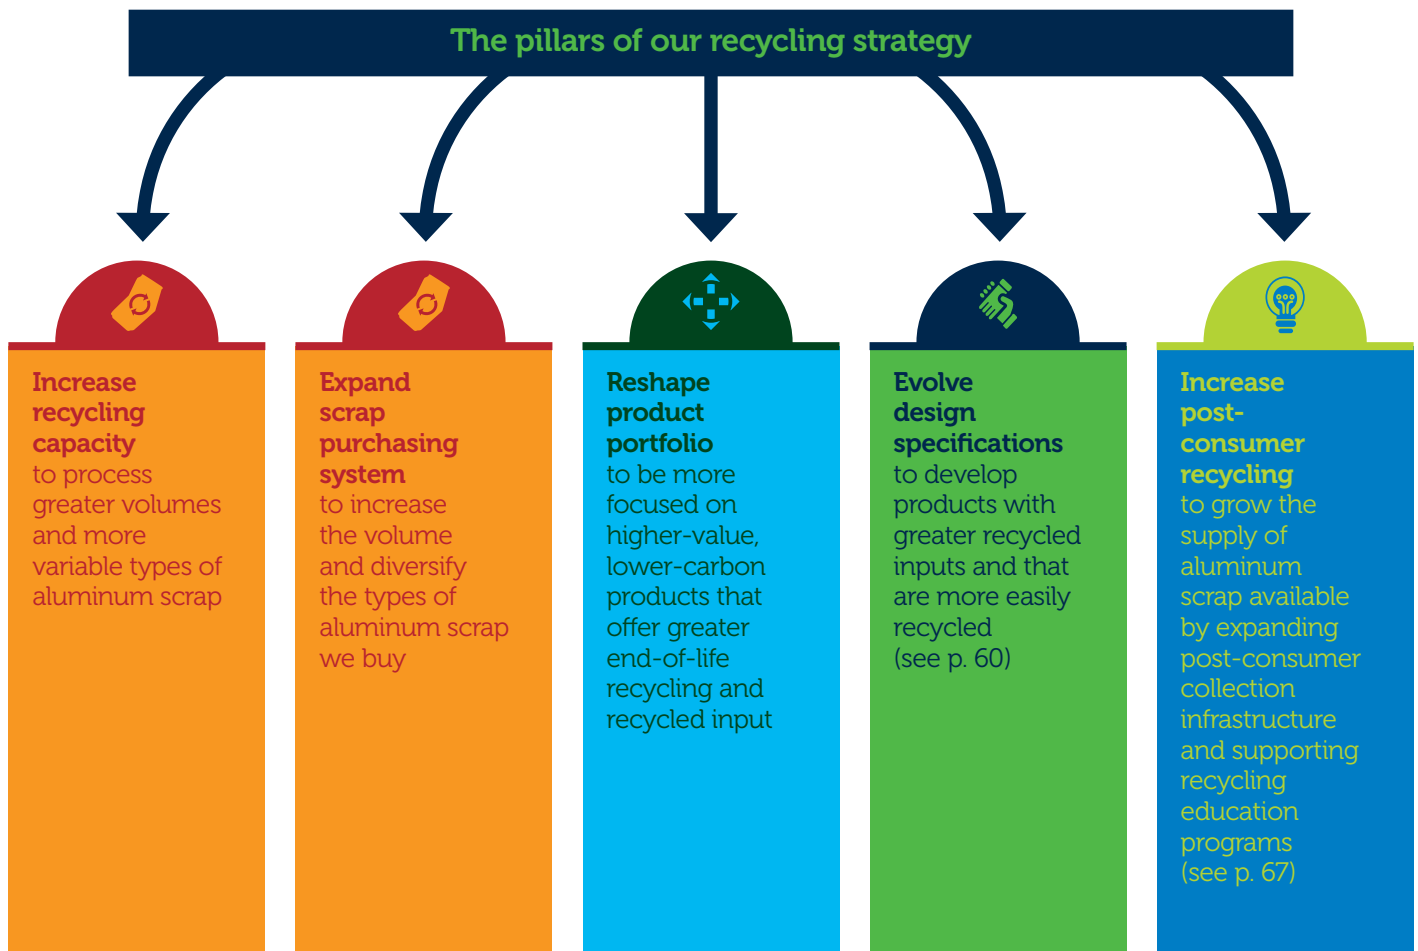 The pillars of our recycling strategy
Increase
recycling
capacity
to process
greater volumes
and more
variable types of
aluminum scrap
Expand
scrap
purchasing
system
to increase
the volume
and diversify
the types of
aluminum scrap
we buy
Reshape
product
portfolio
to be more
focused on
higher-value,
lower-carbon
products that
offer greater
end-of-life
recycling and
recycled input
Evolve
design
specifications
to develop
products with
greater recycled
inputs and that
are more easily
recycled
(see p. 60)
Increase
post-
consumer
recycling
to grow the
supply of
aluminum
scrap available
by expanding
post-consumer
collection
infrastructure
and supporting
recycling
education
programs
(see p. 67)